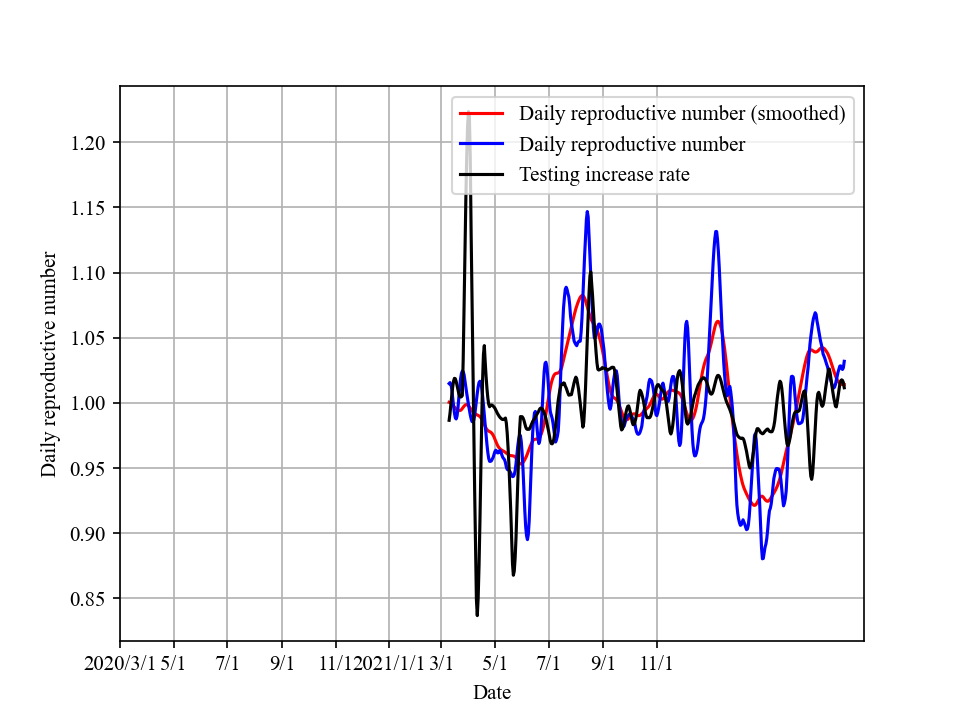 Daily reproductive number (smoothed)
Daily reproductive number
Testing increase rate
Daily reproductive number
1.20
1.15
1.10
1.05
1.00
0.95
0.90
0.85
2020/3/1 5/1 7/1 9/1 11/1 2021/1/1 3/1 5/1 7/1 9/1 11/1
Date